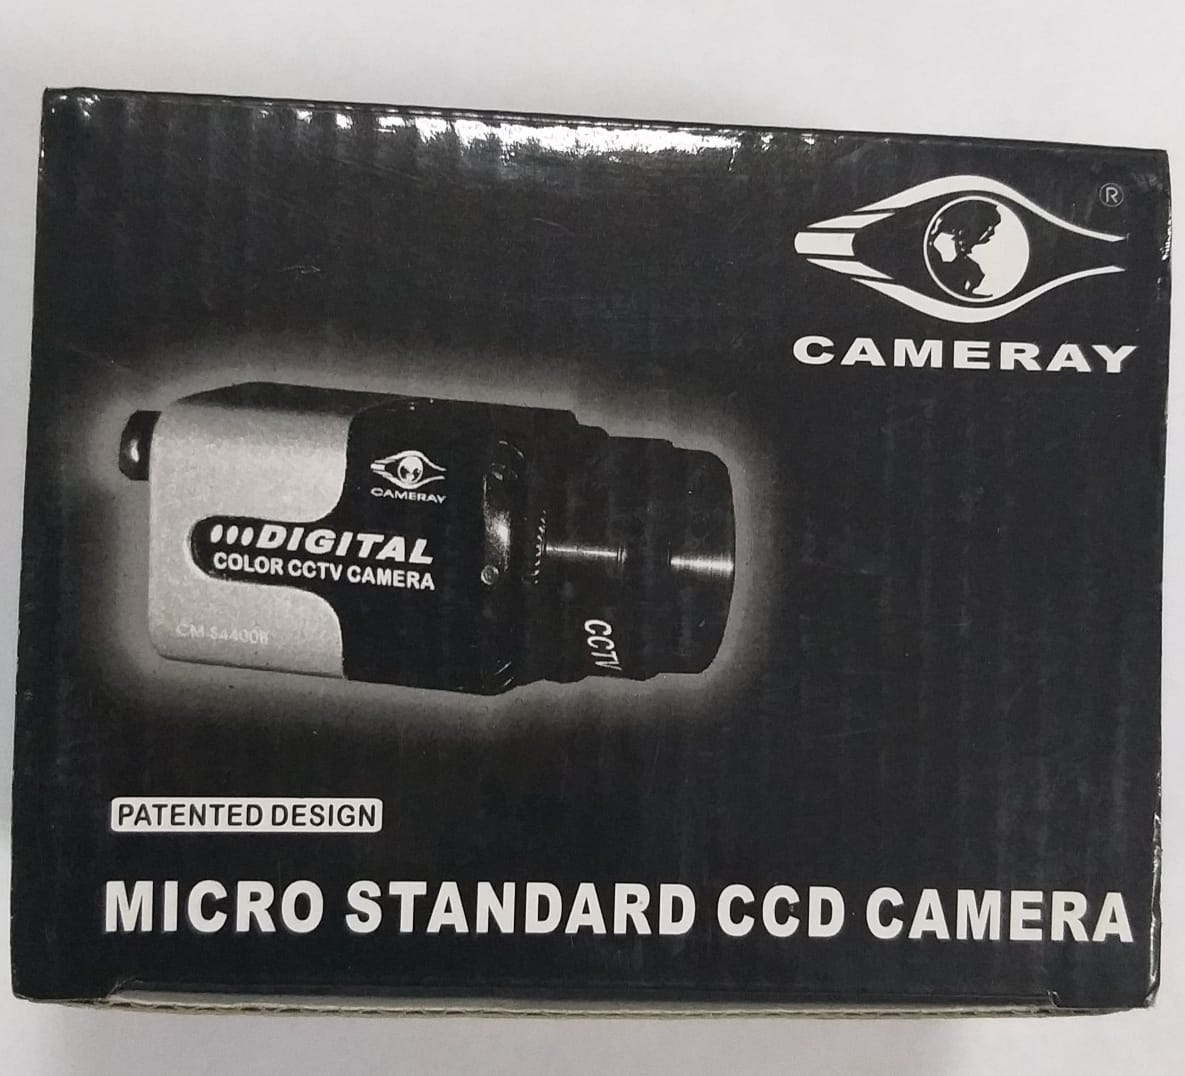 ®
CAMERAY
CAMERAY
DIGITAL
COLOR CCTV CAMERA
CCTV
PATENTED DESIGN
MICRO STANDARD CCD CAMERA